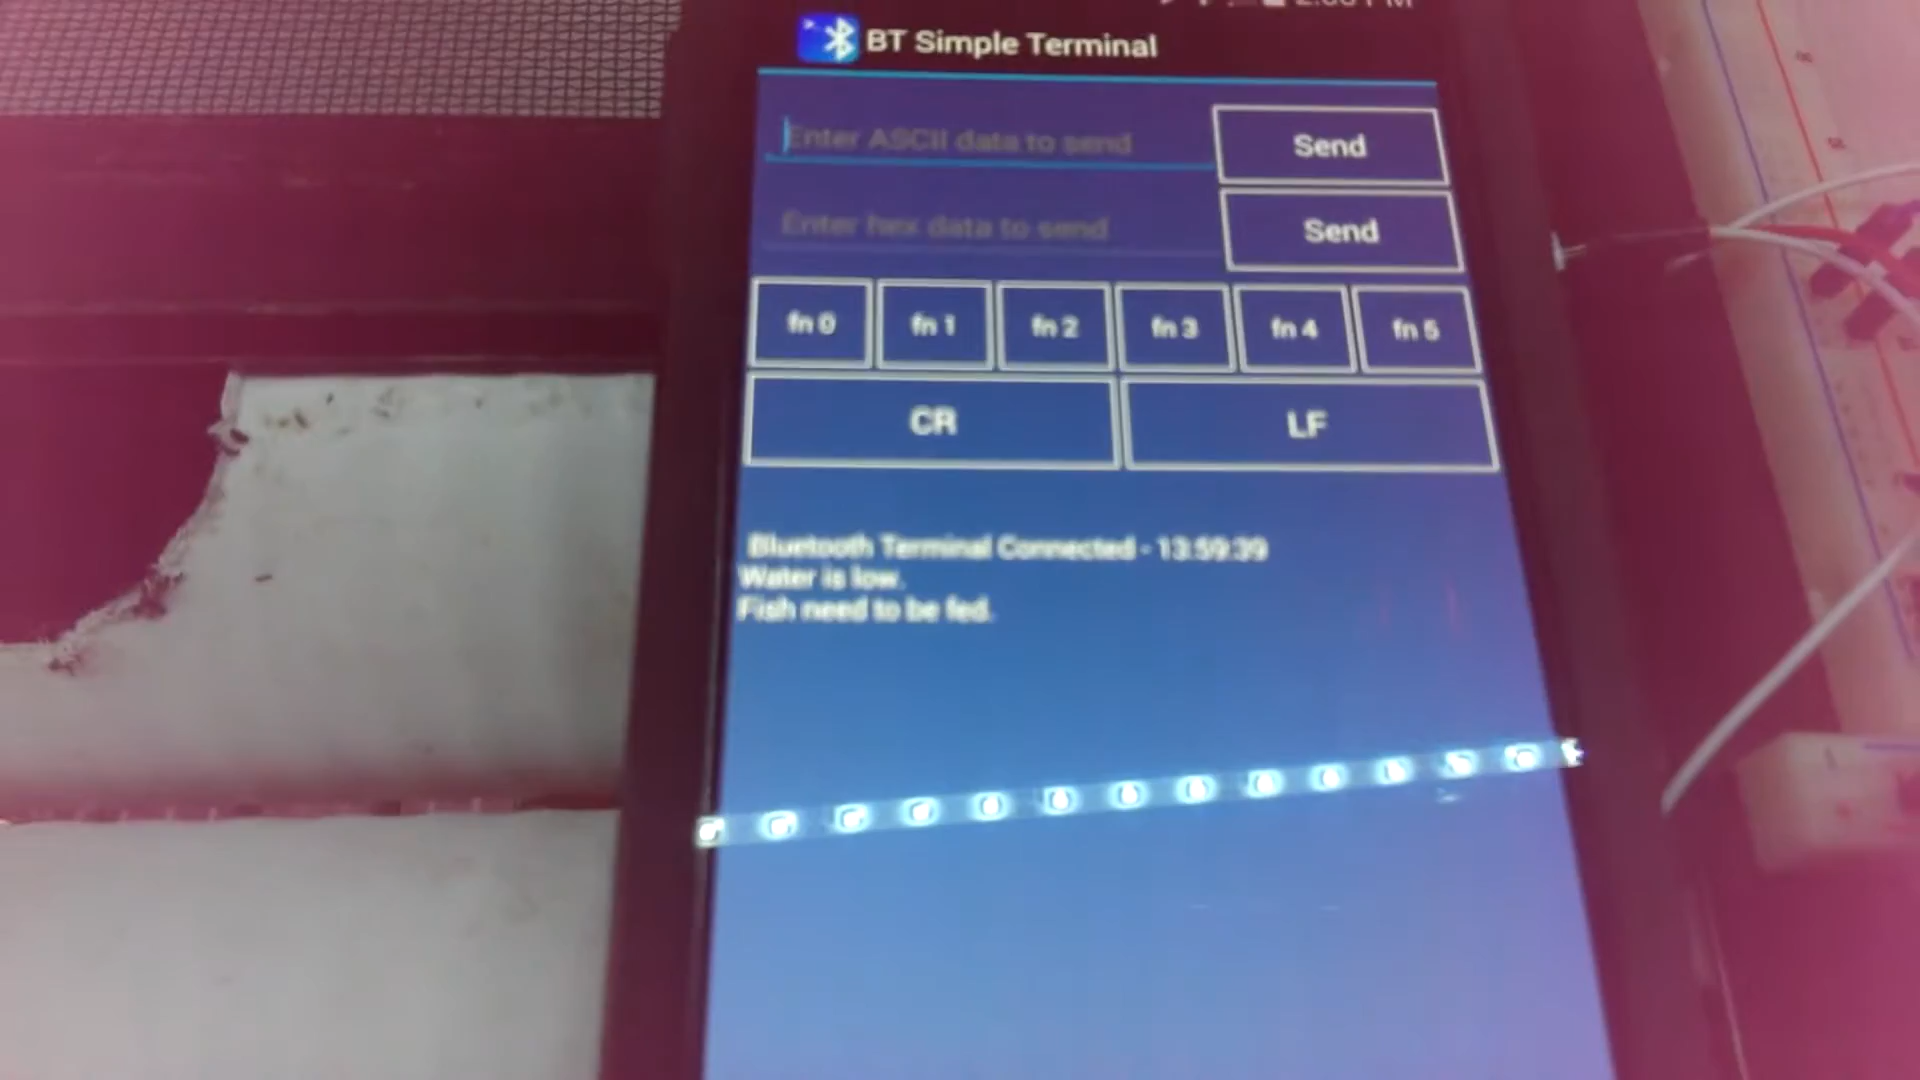 BT Simple Terminal
Enter ASCII data to send
Send
Enter hex data to send
Send
fn 0
fn 1
fn 2
fn 3
fn 4
fn 5
CR
LF
Bluetooth Terminal Connected - 13:59:39
Water is low.
Fish need to be fed.